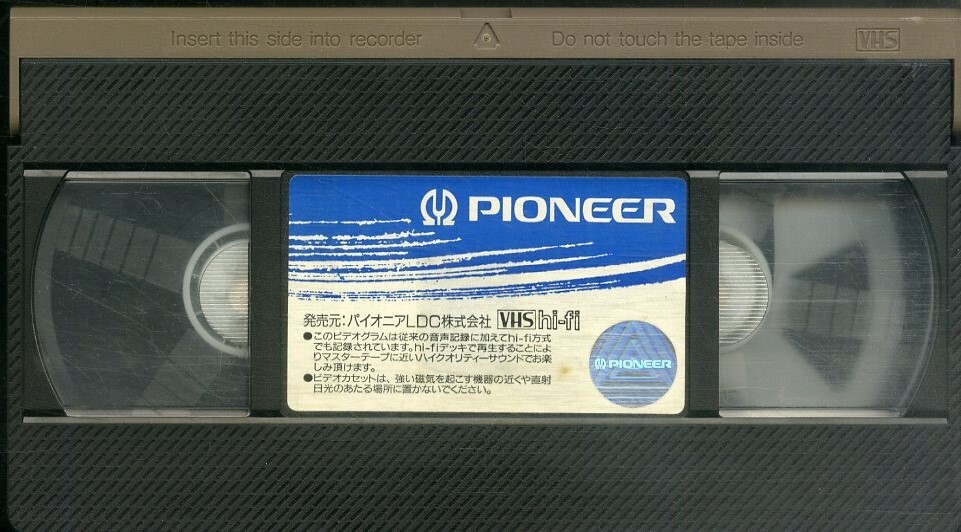 Insert this side into recorder Do not touch the tape inside VHS
PIONEER
発売元:パイオニアLDC株式会社 VHS hi-fi
●このビデオグラムは従来の音声記録に加えてhi-fi方式
でも記録されています。hi-fiデッキで再生することによ
りマスターテープに近いハイクオリティーサウンドでお楽
しみ頂けます。
●ビデオカセットは、強い磁気を起こす機器の近くや直射
日光のあたる場所に置かないでください。
PIONEER